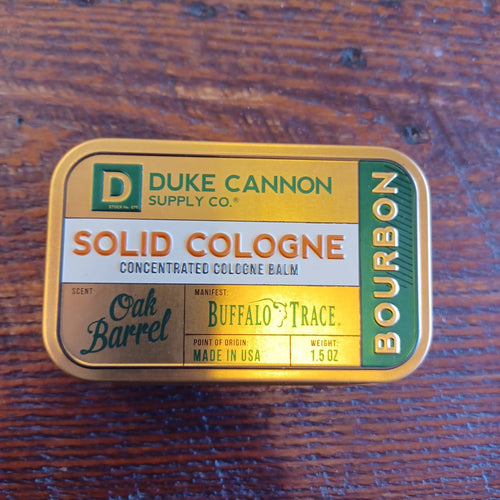 D
DUKE CANNON
SUPPLY CO.®
SOLID COLOGNE
CONCENTRATED COLOGNE BALM
SCENT:
Oak
Barrel
MANIFEST:
BUFFALO TRACE
POINT OF ORIGIN:
MADE IN USA
WEIGHT:
1.5 OZ
BOURBON